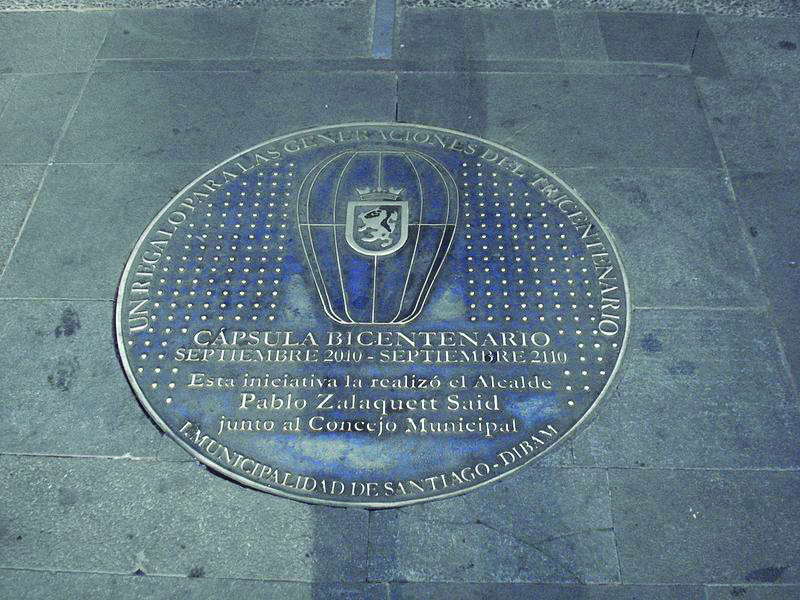 UN REGALO PARA LAS GENERACIONES DEL TRICENTENARIO
CÁPSULA BICENTENARIO
SEPTIEMBRE 2010 - SEPTIEMBRE 2110
Esta iniciativa la realizó el Alcalde
Pablo Zalaquett Said
junto al Concejo Municipal
I. MUNICIPALIDAD DE SANTIAGO - DIBAM